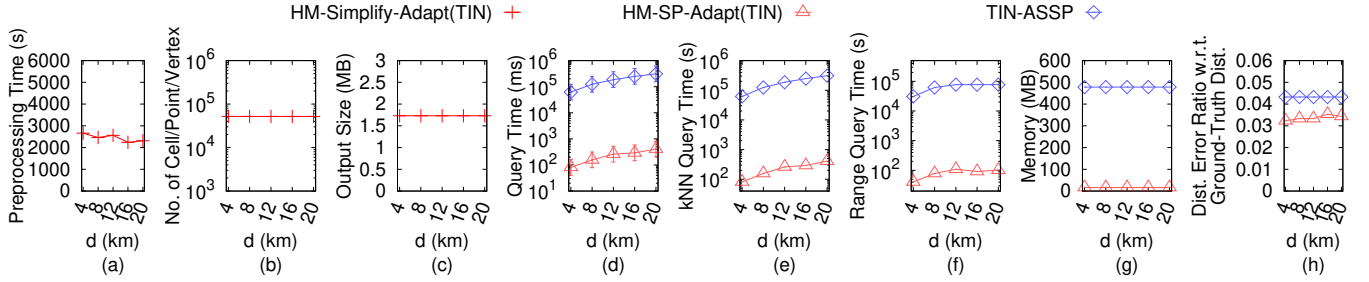 HM-Simplify-Adapt(TIN) HM-SP-Adapt(TIN) TIN-ASSP
Preprocessing Time (s)
6000
5000
4000
3000
2000
1000
0
4 8 12 16 20
d (km)
(a)
No. of Cell/Point/Vertex
10^6
10^5
10^4
10^3
4 8 12 16 20
d (km)
(b)
Output Size (MB)
3
2.5
2
1.5
1
0.5
0
4 8 12 16 20
d (km)
(c)
Query Time (ms)
10^6
10^5
10^4
10^3
10^2
10^1
4 8 12 16 20
d (km)
(d)
kNN Query Time (s)
10^6
10^5
10^4
10^3
10^2
4 8 12 16 20
d (km)
(e)
Range Query Time (s)
10^5
10^4
10^3
10^2
4 8 12 16 20
d (km)
(f)
Memory (MB)
600
500
400
300
200
100
0
4 8 12 16 20
d (km)
(g)
Dist. Error Ratio w.r.t.
Ground-Truth Dist.
0.06
0.05
0.04
0.03
0.02
0.01
0
4 8 12 16 20
d (km)
(h)